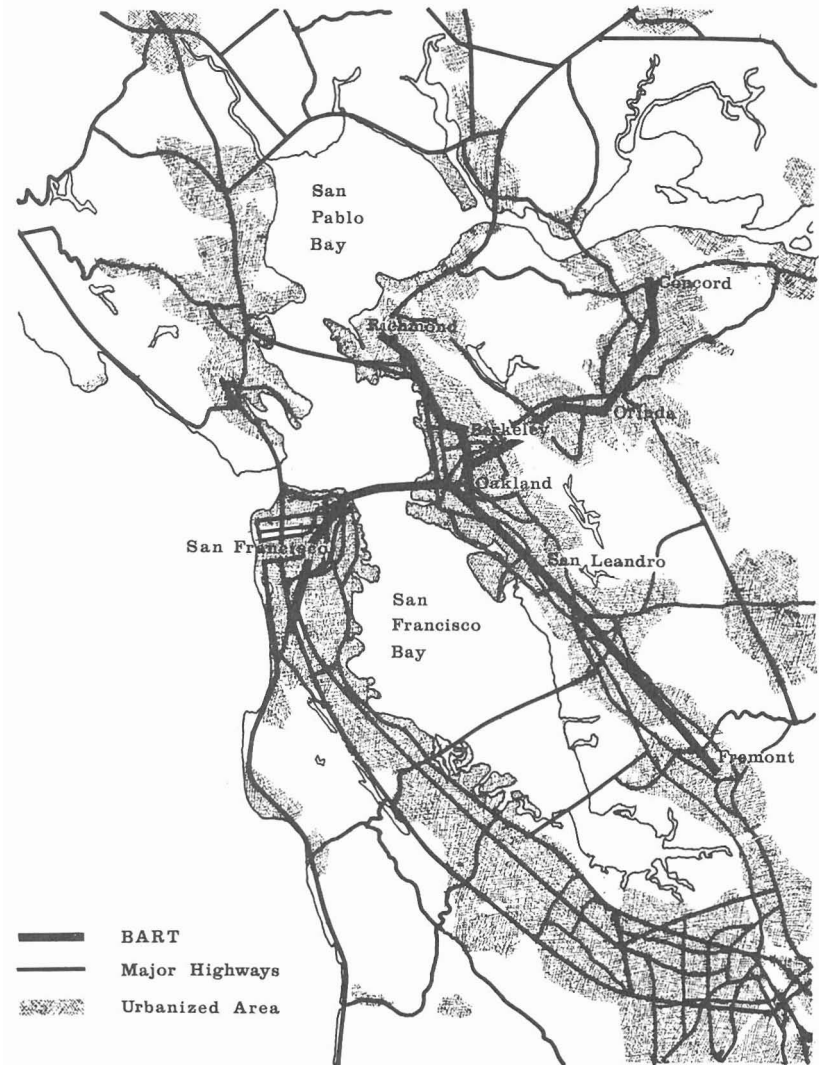 San
Pablo
Bay
Concord
Richmond
Orinda
Berkeley
Oakland
San Francisco
San Leandro
San
Francisco
Bay
Fremont
BART
Major Highways
Urbanized Area